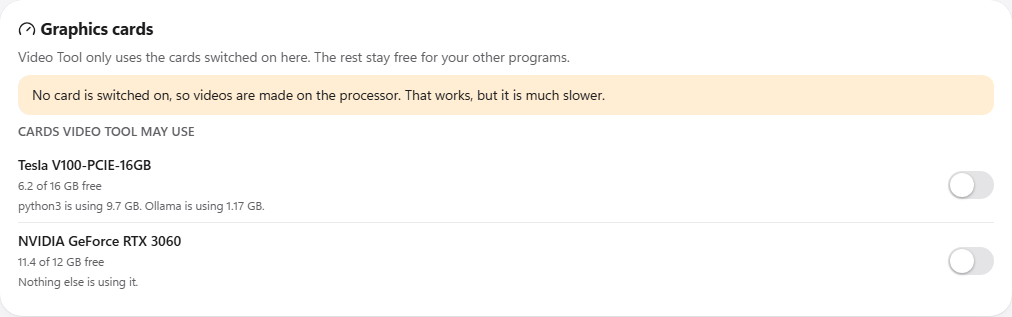 Graphics cards
Video Tool only uses the cards switched on here. The rest stay free for your other programs.
No card is switched on, so videos are made on the processor. That works, but it is much slower.
CARDS VIDEO TOOL MAY USE
Tesla V100-PCIE-16GB
6.2 of 16 GB free
python3 is using 9.7 GB. Ollama is using 1.17 GB.
NVIDIA GeForce RTX 3060
11.4 of 12 GB free
Nothing else is using it.